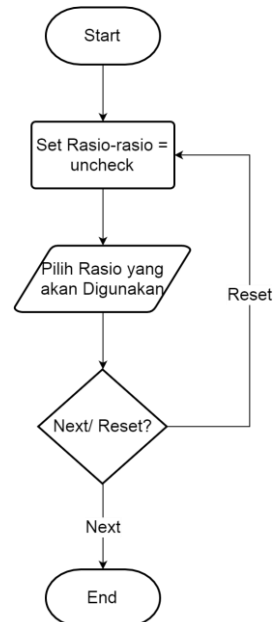 Start
Set Rasio-rasio =
uncheck
Pilih Rasio yang
akan Digunakan
Reset
Next/ Reset?
Next
End